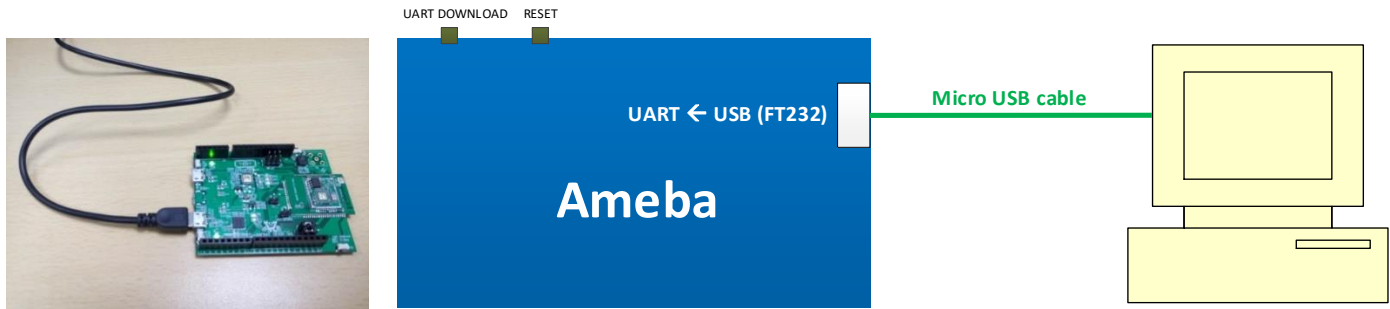 UART DOWNLOAD RESET
UART ← USB (FT232)
Micro USB cable
Ameba